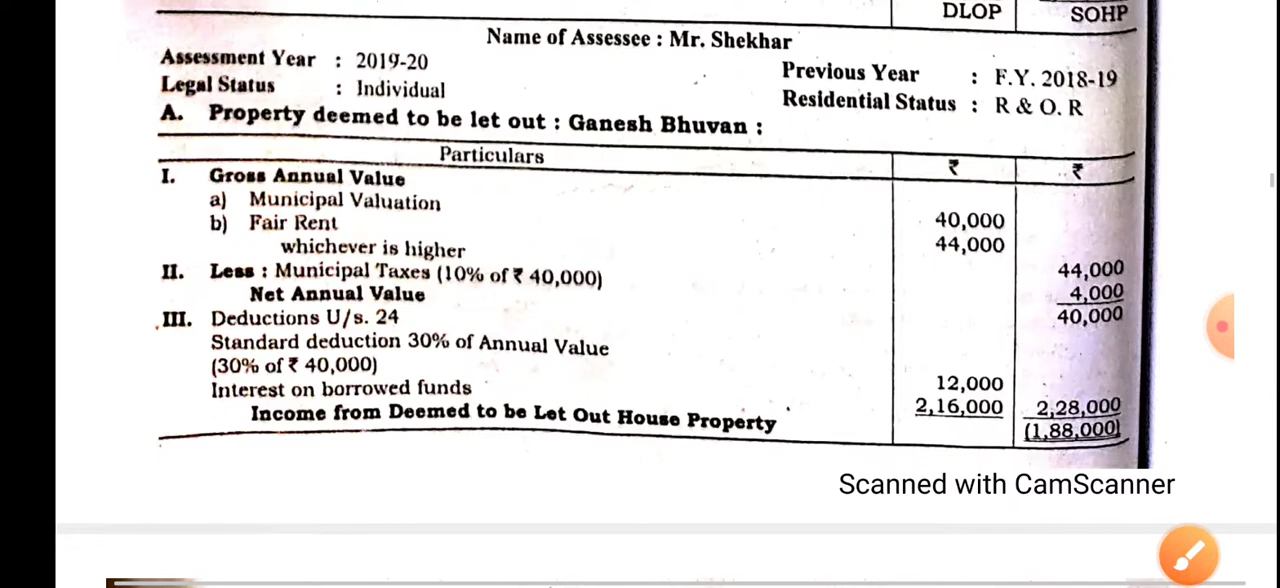 DLOP SOHP
Name of Assessee : Mr. Shekhar
Assessment Year : 2019-20 Previous Year : F.Y. 2018-19
Legal Status : Individual Residential Status : R & O. R
A. Property deemed to be let out : Ganesh Bhuvan :
Particulars ₹ ₹
I. Gross Annual Value
a) Municipal Valuation 40,000
b) Fair Rent 44,000
whichever is higher 44,000
II. Less : Municipal Taxes (10% of ₹ 40,000) 4,000
Net Annual Value 40,000
III. Deductions U/s. 24
Standard deduction 30% of Annual Value
(30% of ₹ 40,000) 12,000
Interest on borrowed funds 2,16,000 2,28,000
Income from Deemed to be Let Out House Property (1,88,000)
Scanned with CamScanner